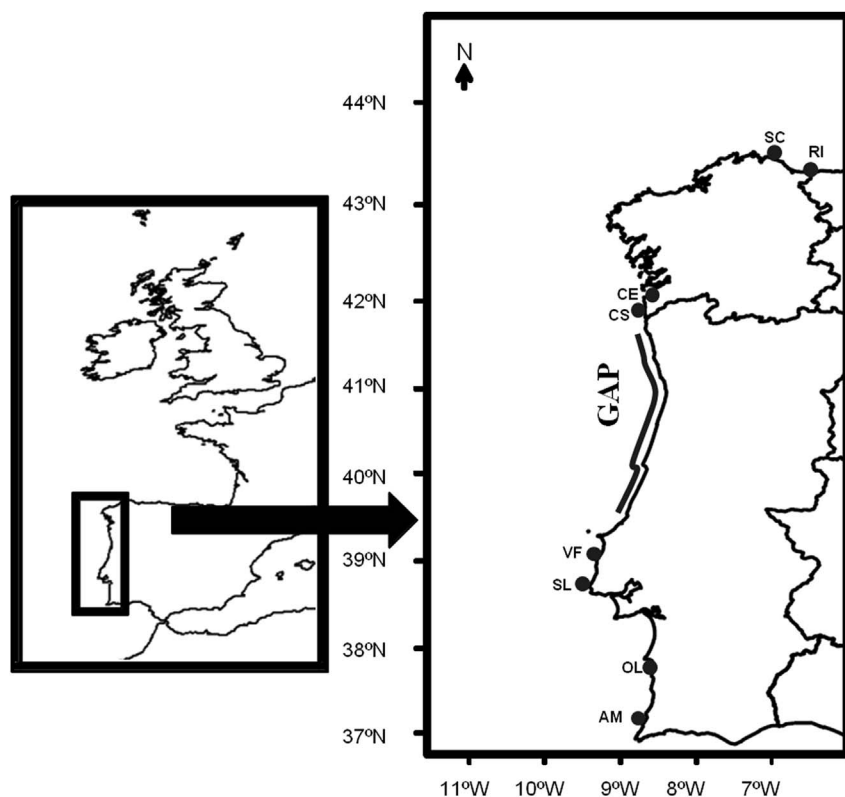 N
44ºN
43ºN
42ºN
41ºN
40ºN
39ºN
38ºN
37ºN
SC
RI
CE
CS
GAP
VF
SL
OL
AM
11ºW 10ºW 9ºW 8ºW 7ºW